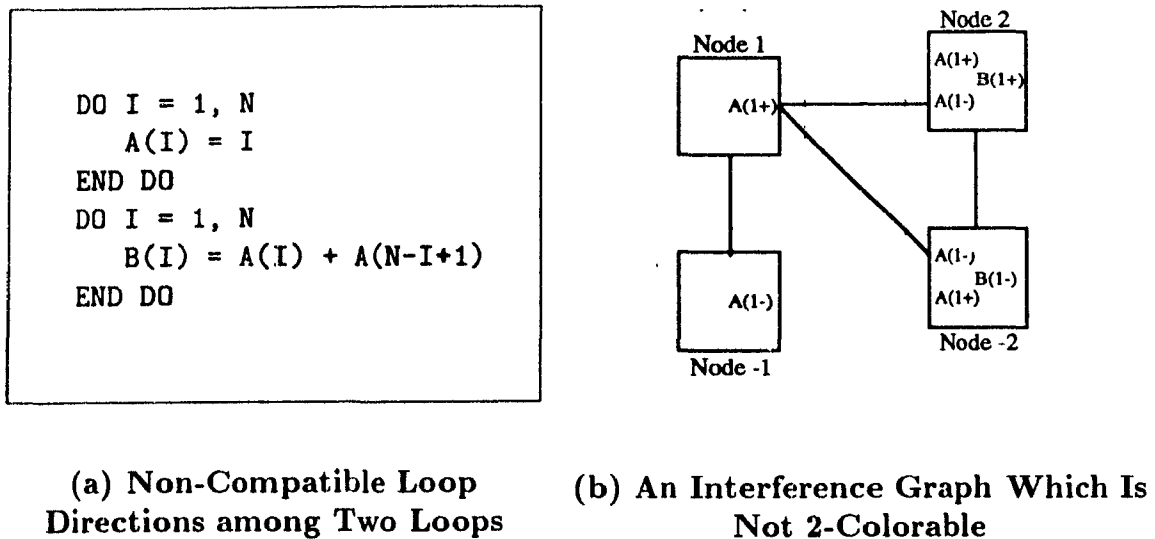 DO I = 1, N
A(I) = I
END DO
DO I = 1, N
B(I) = A(I) + A(N-I+1)
END DO
(a) Non-Compatible Loop
Directions among Two Loops
Node 1
A(1+)
A(1-)
Node -1
Node 2
A(1+)
B(1+)
A(1-)
A(1-)
B(1-)
A(1+)
Node -2
(b) An Interference Graph Which Is
Not 2-Colorable